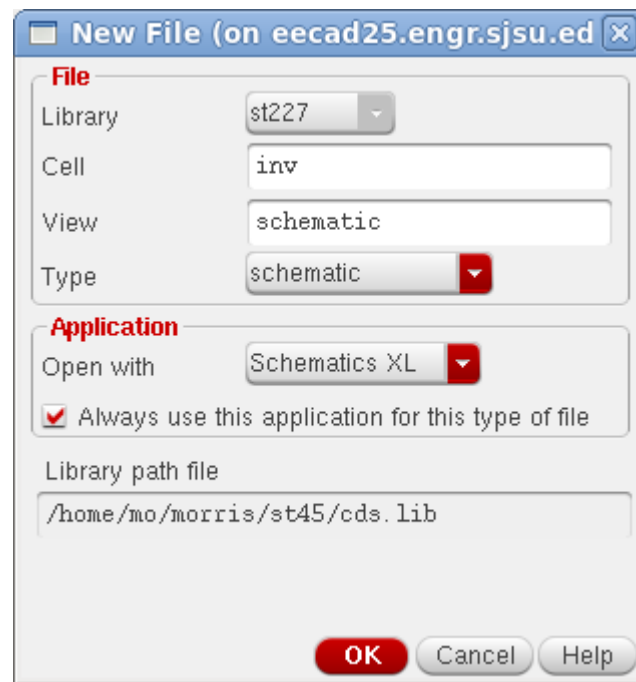 New File (on eecad25.engr.sjsu.ed
File
Library st227
Cell inv
View schematic
Type schematic
Application
Open with Schematics XL
Always use this application for this type of file
Library path file
/home/mo/morris/st45/cds.lib
OK Cancel Help